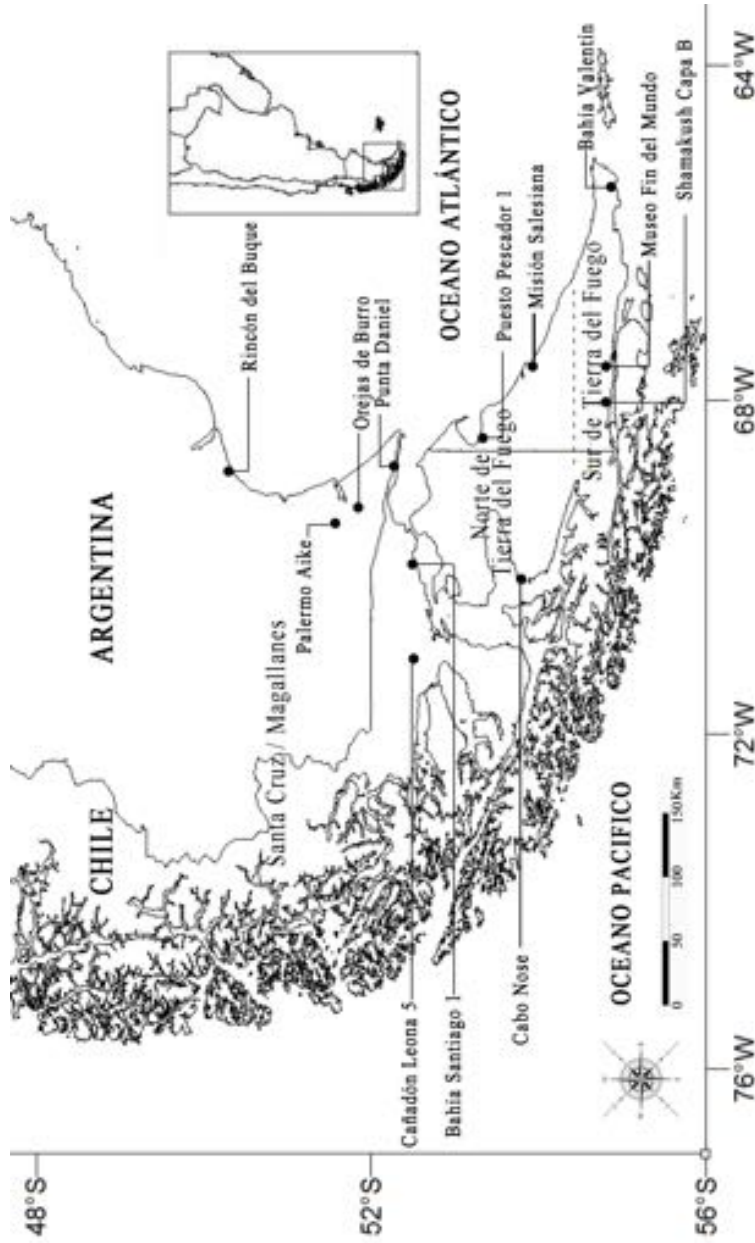 ARGENTINA
CHILE
Santa Cruz / Magallanes
Rincón del Buque
Palermo Aike
Orejas de Burro
Punta Daniel
OCEANO ATLÁNTICO
Cañadón Leona 5
Bahía Santiago 1
Norte de
Tierra del Fuego
Puesto Pescador 1
Misión Salesiana
Cabo Nose
Sur de Tierra del Fuego
Bahía Valentín
Museo Fin del Mundo
Shamakush Capa B
OCEANO PACIFICO
0 50 100 150Km
48°S
52°S
56°S
76°W
72°W
68°W
64°W